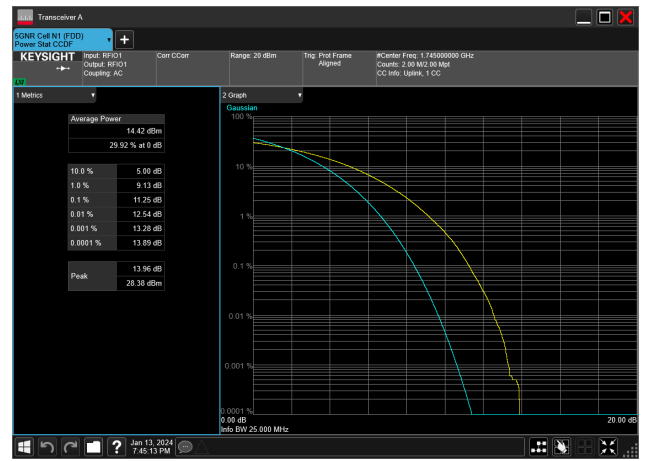 Transceiver A
5GNR Cell N1 (FDD)
Power Stat CCDF
KEYSIGHT
LW
Input: RFIO1
Output: RFIO1
Coupling: AC
Corr CCorr
Range: 20 dBm
Trig: Prot Frame
Aligned
#Center Freq: 1.745000000 GHz
Counts: 2.00 M/2.00 Mpt
CC Info: Uplink, 1 CC
1 Metrics
Average Power
14.42 dBm
29.92 % at 0 dB
10.0 % 5.00 dB
1.0 % 9.13 dB
0.1 % 11.25 dB
0.01 % 12.54 dB
0.001 % 13.28 dB
0.0001 % 13.89 dB
Peak 13.96 dB
28.38 dBm
2 Graph
Gaussian
100 %
10 %
1 %
0.1 %
0.01 %
0.001 %
0.0001 %
0.00 dB 20.00 dB
Info BW 25.000 MHz
?
Jan 13, 2024
7:45:13 PM